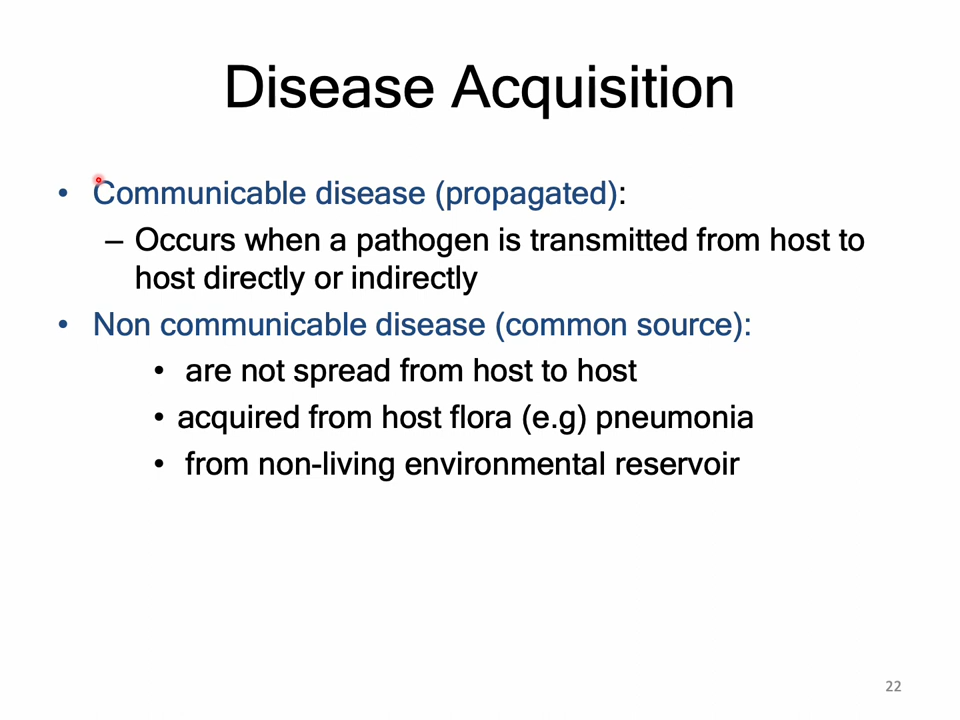 Disease Acquisition
• Communicable disease (propagated):
– Occurs when a pathogen is transmitted from host to
host directly or indirectly
• Non communicable disease (common source):
• are not spread from host to host
• acquired from host flora (e.g) pneumonia
• from non-living environmental reservoir
22